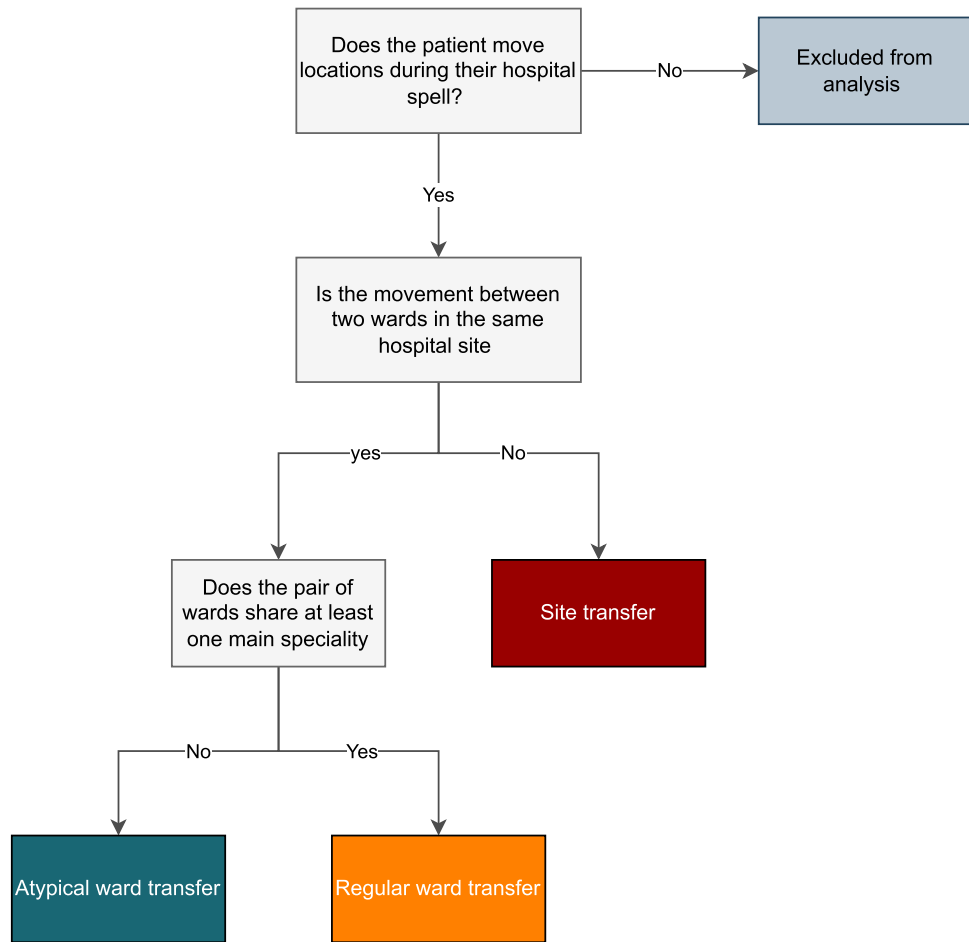 Does the patient move
locations during their hospital
spell?
No
Excluded from
analysis
Yes
Is the movement between
two wards in the same
hospital site
yes
No
Does the pair of
wards share at least
one main speciality
Site transfer
No
Yes
Atypical ward transfer
Regular ward transfer